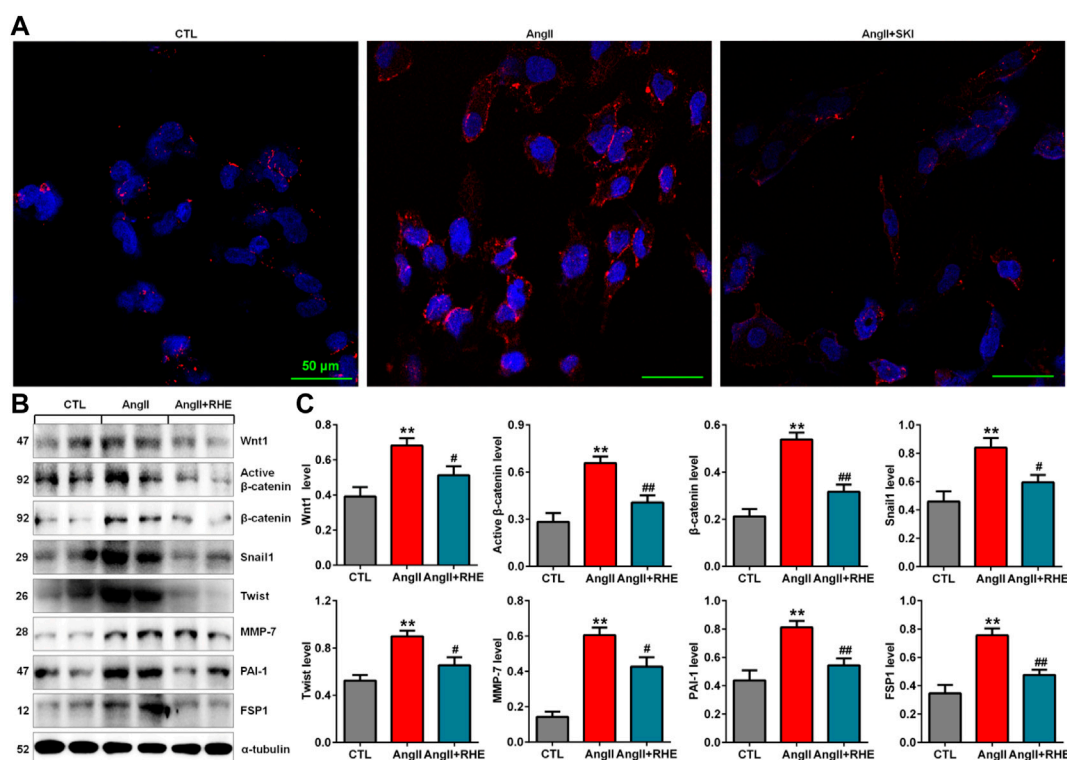 A
CTL
AngII
AngII+SKI
50 µm
B
CTL AngII AngII+RHE
47 Wnt1
92 Active β-catenin
92 β-catenin
29 Snail1
26 Twist
28 MMP-7
47 PAI-1
12 FSP1
52 α-tubulin
C
Wnt1 level
0.8
0.6
0.4
0.2
0.0
**
#
CTL AngII AngII+RHE
Active β-catenin level
0.9
0.6
0.3
0.0
**
##
CTL AngII AngII+RHE
β-catenin level
0.6
0.4
0.2
0.0
**
##
CTL AngII AngII+RHE
Snail1 level
1.0
0.8
0.6
0.4
0.2
0.0
**
#
CTL AngII AngII+RHE
Twist level
1.2
0.9
0.6
0.3
0.0
**
#
CTL AngII AngII+RHE
MMP-7 level
0.8
0.6
0.4
0.2
0.0
**
#
CTL AngII AngII+RHE
PAI-1 level
1.0
0.8
0.6
0.4
0.2
0.0
**
##
CTL AngII AngII+RHE
FSP1 level
1.0
0.8
0.6
0.4
0.2
0.0
**
##
CTL AngII AngII+RHE